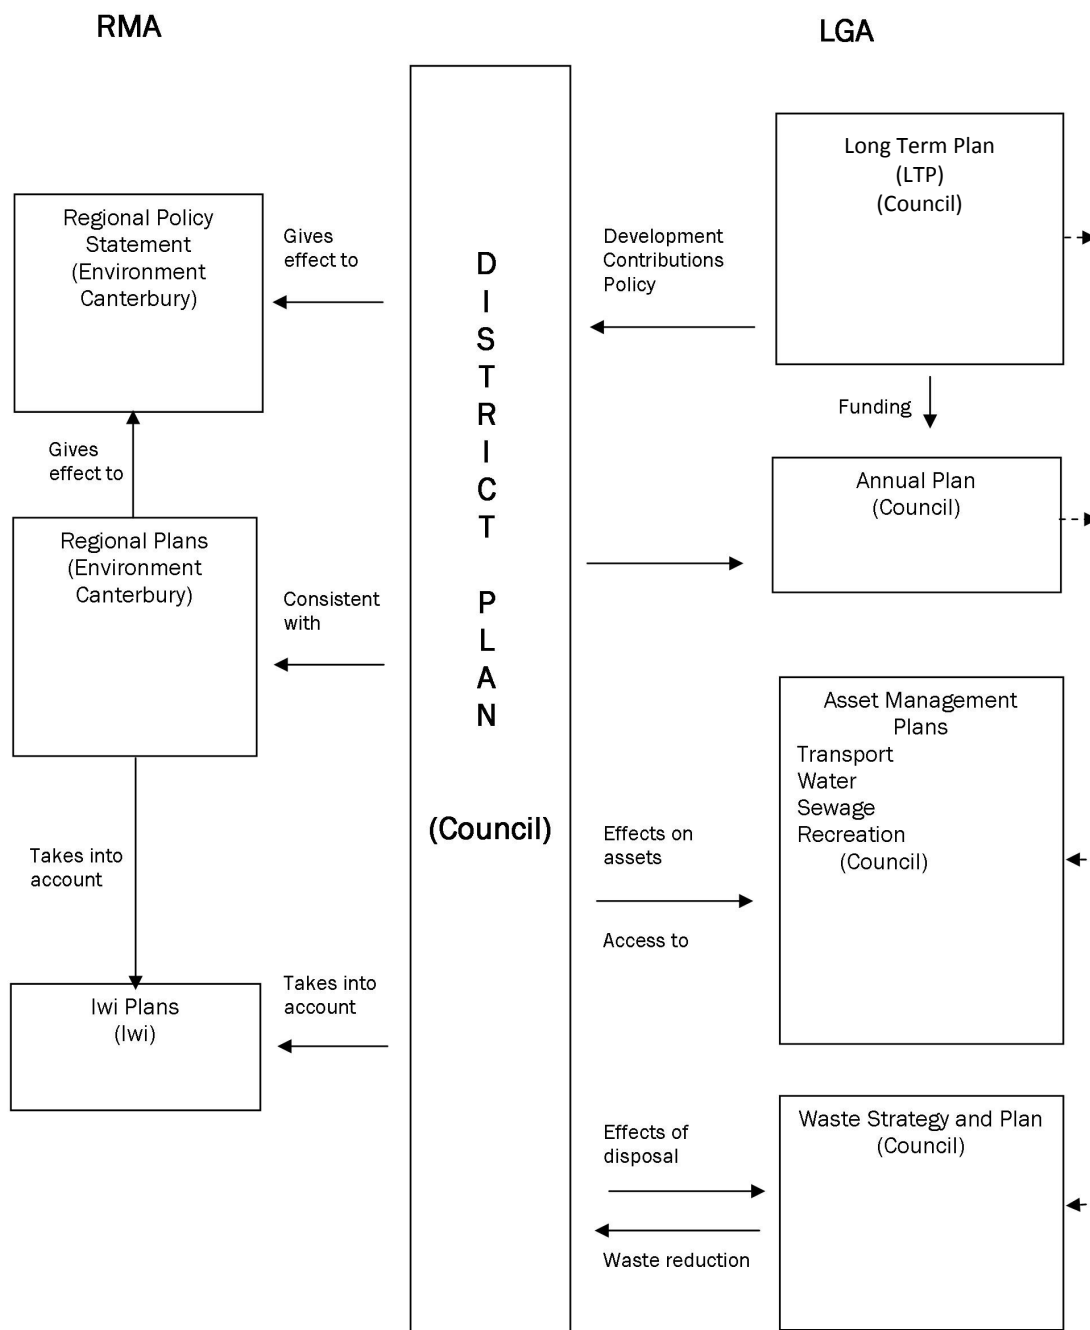 RMA
LGA
Regional Policy
Statement
(Environment
Canterbury)
Gives
effect to
Gives
effect to
Regional Plans
(Environment
Canterbury)
Consistent
with
Takes into
account
Iwi Plans
(Iwi)
Takes into
account
D
I
S
T
R
I
C
T
P
L
A
N
(Council)
Development
Contributions
Policy
Long Term Plan
(LTP)
(Council)
Funding
Annual Plan
(Council)
Effects on
assets
Access to
Asset Management
Plans
Transport
Water
Sewage
Recreation
(Council)
Effects of
disposal
Waste reduction
Waste Strategy and Plan
(Council)